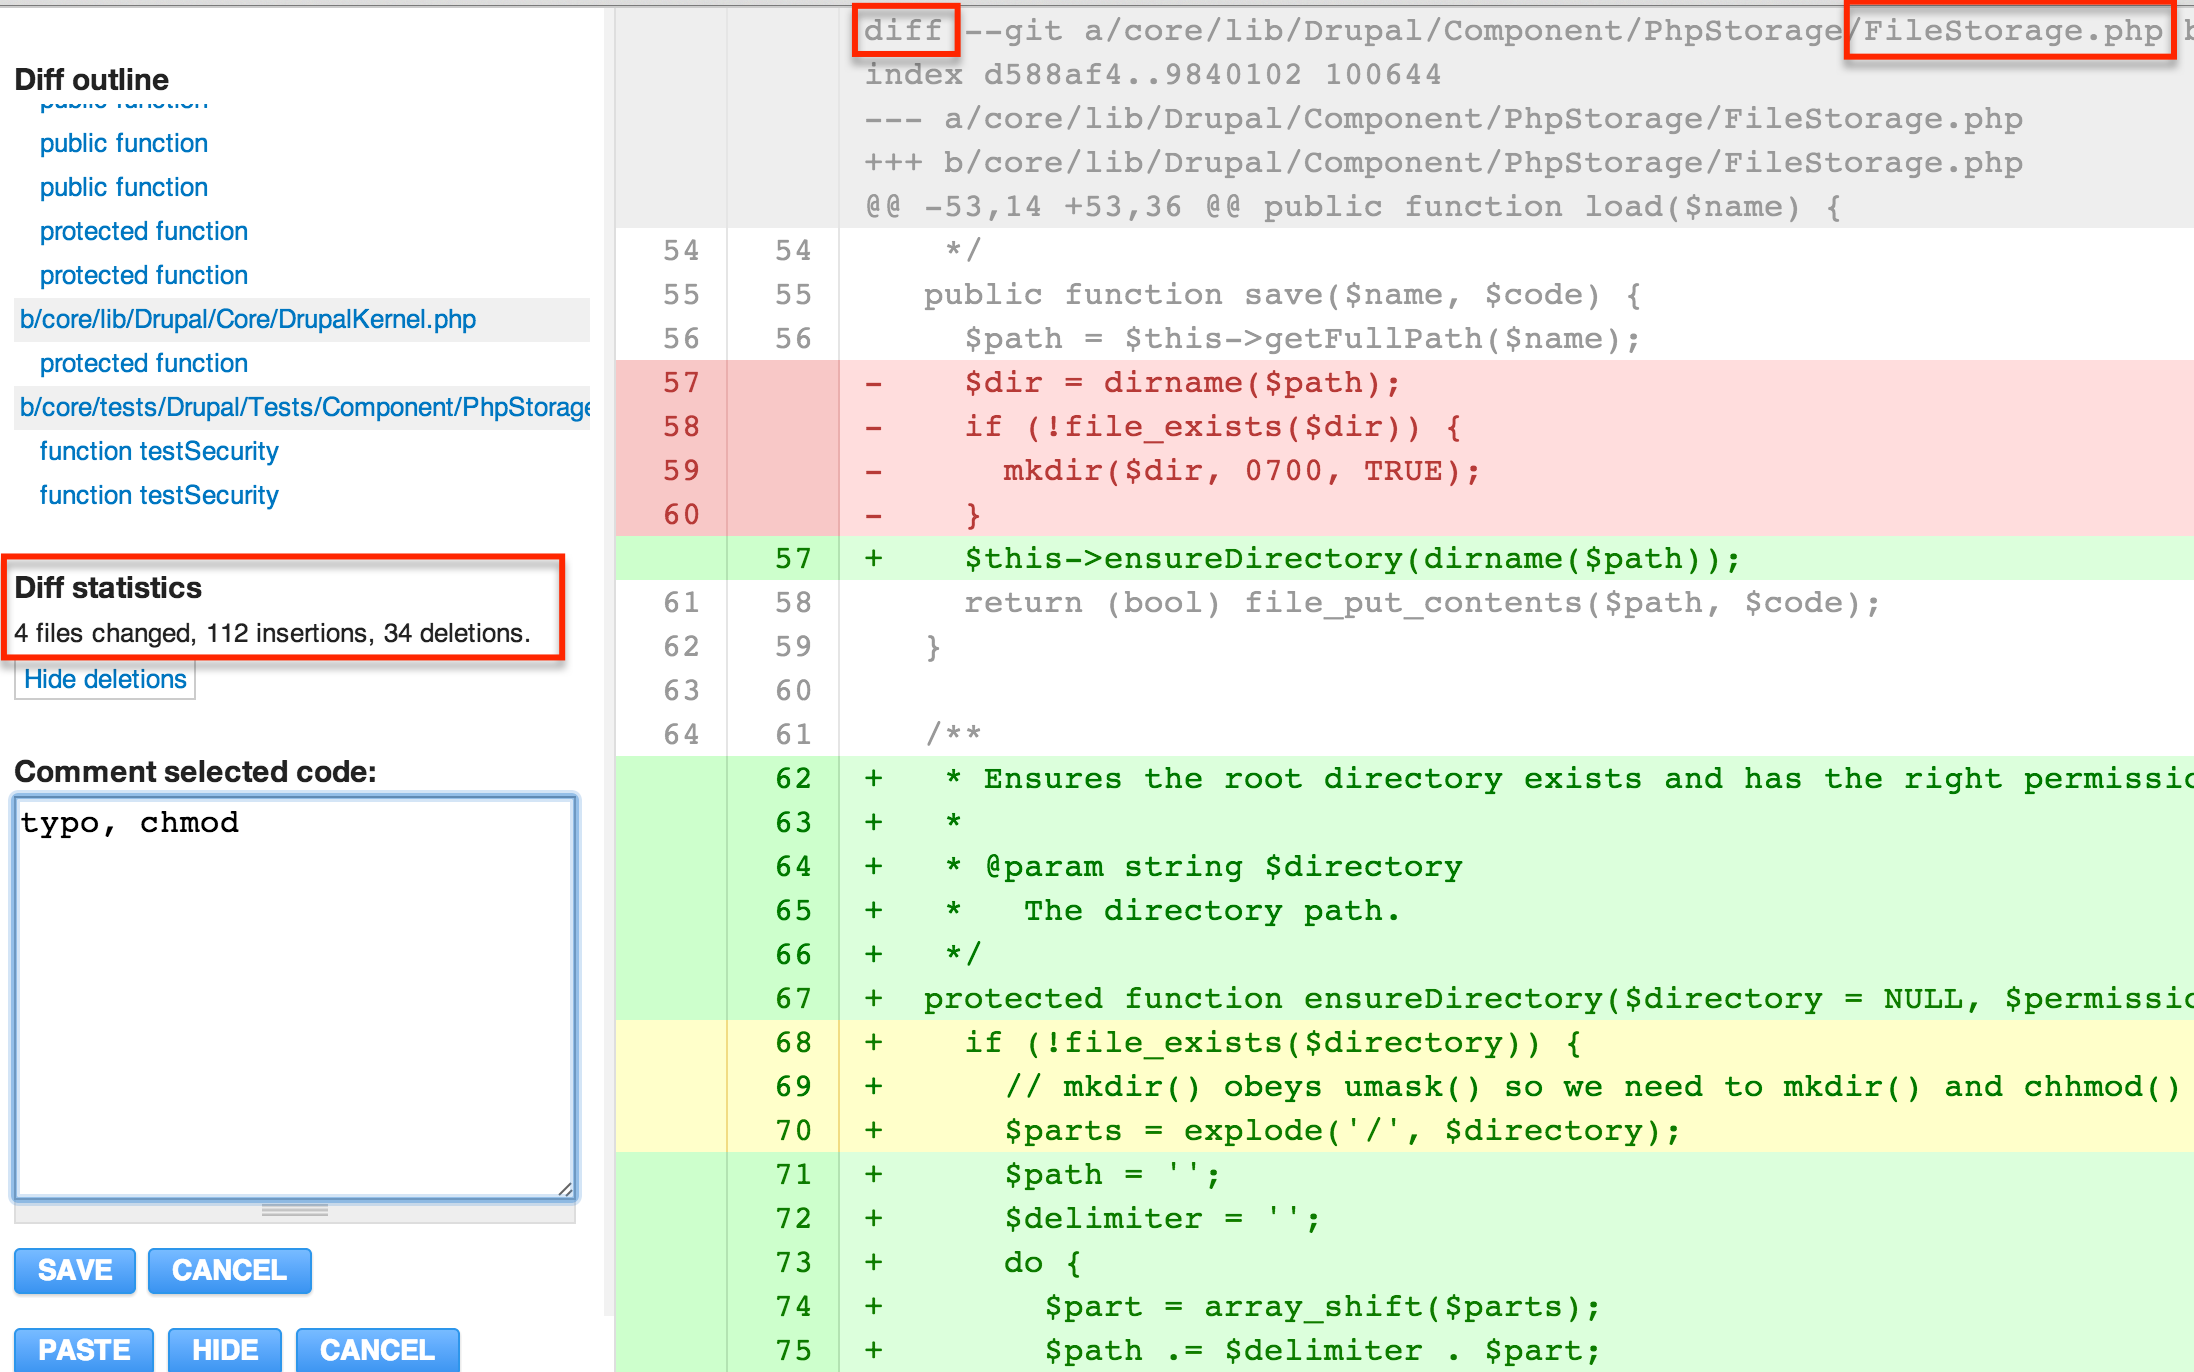 Diff outline
public function
public function
public function
protected function
protected function
b/core/lib/Drupal/Core/DrupalKernel.php
protected function
b/core/tests/Drupal/Tests/Component/PhpStorage
function testSecurity
function testSecurity
Diff statistics
4 files changed, 112 insertions, 34 deletions.
Hide deletions
Comment selected code:
typo, chmod
SAVE CANCEL
PASTE HIDE CANCEL
diff --git a/core/lib/Drupal/Component/PhpStorage/FileStorage.php b
index d588af4..9840102 100644
--- a/core/lib/Drupal/Component/PhpStorage/FileStorage.php
+++ b/core/lib/Drupal/Component/PhpStorage/FileStorage.php
@@ -53,14 +53,36 @@ public function load($name) {
54 54 */
55 55 public function save($name, $code) {
56 56 $path = $this->getFullPath($name);
57 - $dir = dirname($path);
58 - if (!file_exists($dir)) {
59 - mkdir($dir, 0700, TRUE);
60 - }
57 + $this->ensureDirectory(dirname($path));
61 58 return (bool) file_put_contents($path, $code);
62 59 }
63 60
64 61 /**
62 + * Ensures the root directory exists and has the right permissio
63 + *
64 + * @param string $directory
65 + * The directory path.
66 + */
67 + protected function ensureDirectory($directory = NULL, $permissio
68 + if (!file_exists($directory)) {
69 + // mkdir() obeys umask() so we need to mkdir() and chhmod()
70 + $parts = explode('/', $directory);
71 + $path = '';
72 + $delimiter = '';
73 + do {
74 + $part = array_shift($parts);
75 + $path .= $delimiter . $part;